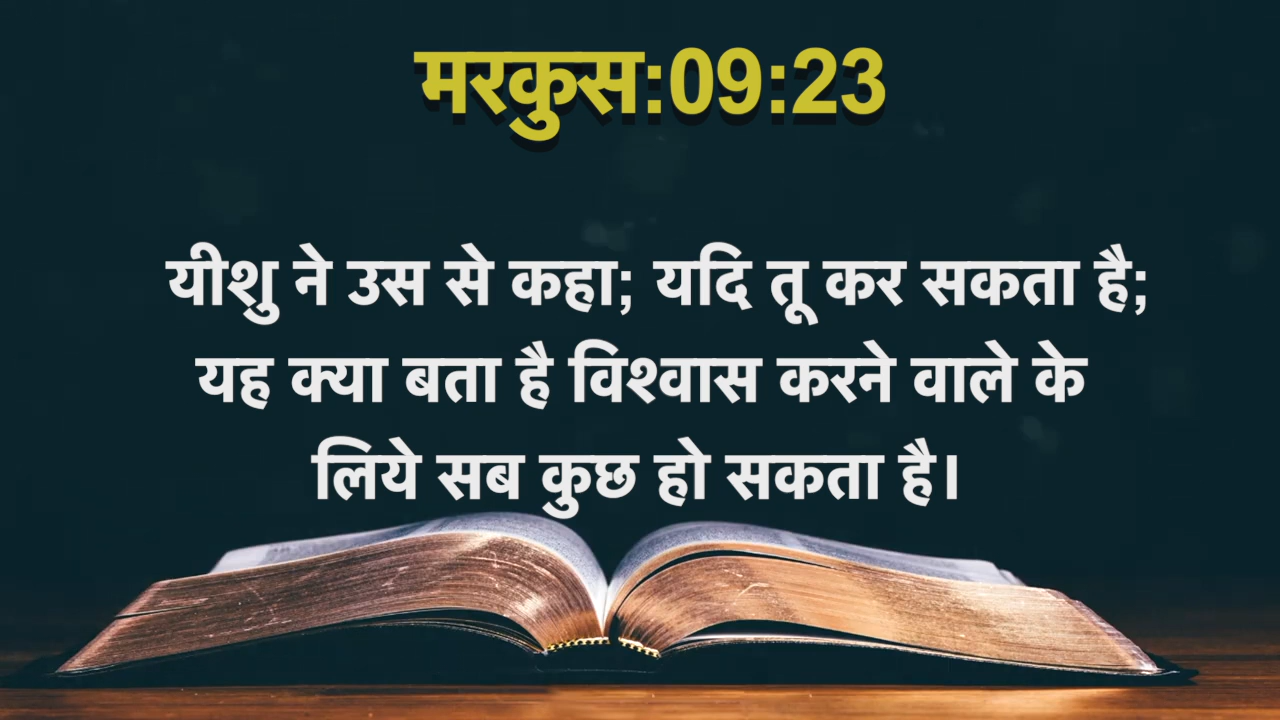 मरकुस:09:23
यीशु ने उस से कहा; यदि तू कर सकता है;
यह क्या बता है विश्वास करने वाले के
लिये सब कुछ हो सकता है।